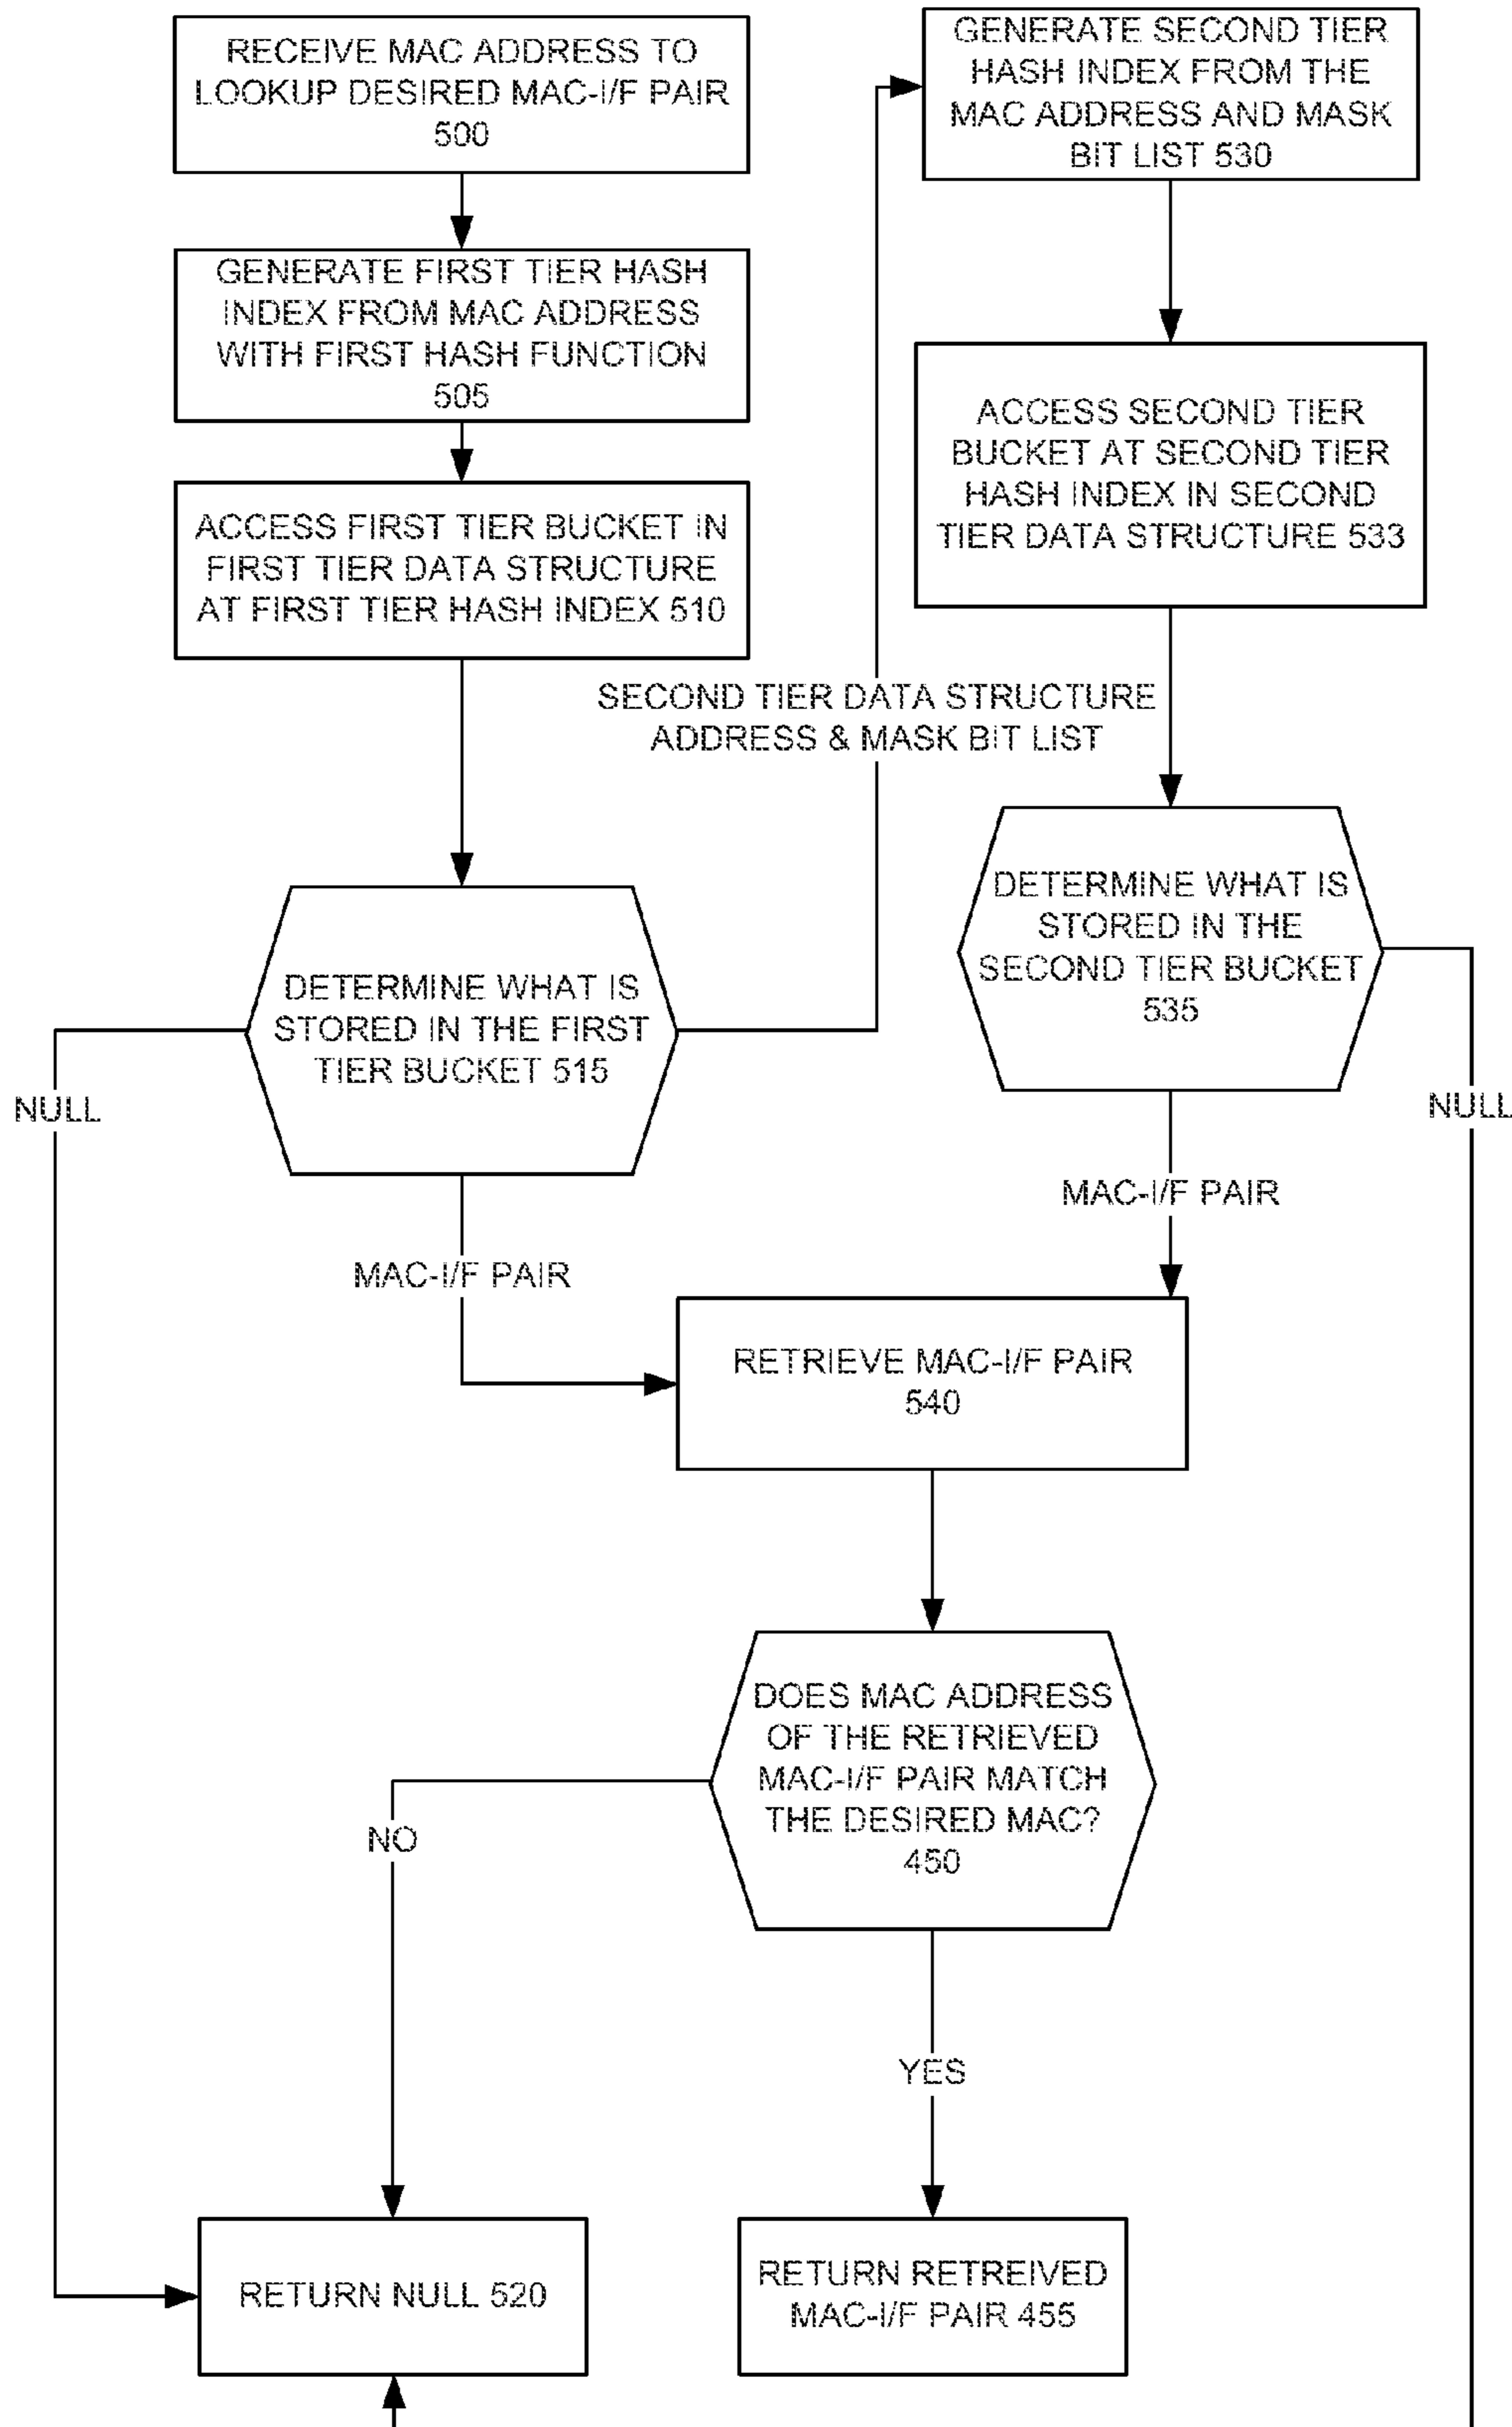 RECEIVE MAC ADDRESS TO
LOOKUP DESIRED MAC-I/F PAIR
500
GENERATE FIRST TIER HASH
INDEX FROM MAC ADDRESS
WITH FIRST HASH FUNCTION
505
ACCESS FIRST TIER BUCKET IN
FIRST TIER DATA STRUCTURE
AT FIRST TIER HASH INDEX 510
DETERMINE WHAT IS
STORED IN THE FIRST
TIER BUCKET 515
NULL
MAC-I/F PAIR
SECOND TIER DATA STRUCTURE
ADDRESS & MASK BIT LIST
GENERATE SECOND TIER
HASH INDEX FROM THE
MAC ADDRESS AND MASK
BIT LIST 530
ACCESS SECOND TIER
BUCKET AT SECOND TIER
HASH INDEX IN SECOND
TIER DATA STRUCTURE 533
DETERMINE WHAT IS
STORED IN THE
SECOND TIER BUCKET
535
NULL
MAC-I/F PAIR
RETRIEVE MAC-I/F PAIR
540
DOES MAC ADDRESS
OF THE RETRIEVED
MAC-I/F PAIR MATCH
THE DESIRED MAC?
450
NO
YES
RETURN NULL 520
RETURN RETREIVED
MAC-I/F PAIR 455